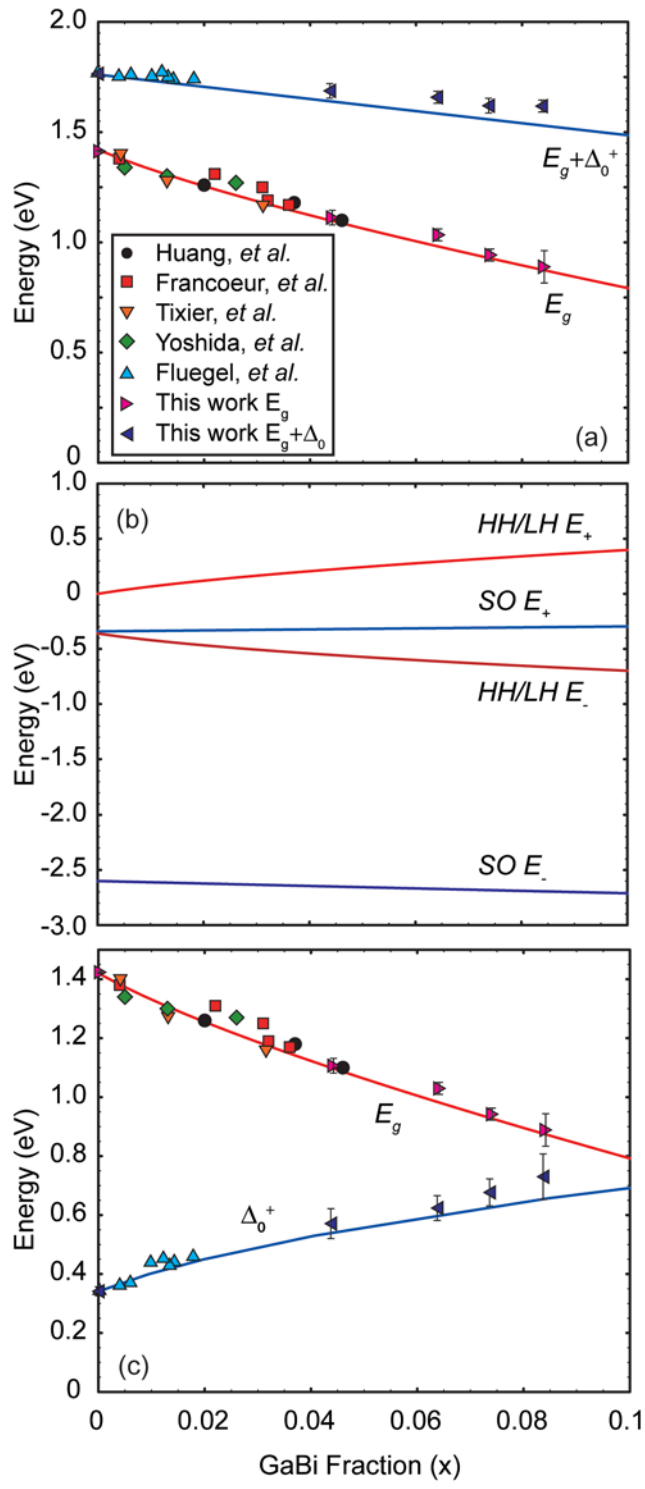 2.0
1.5
1.0
0.5
0
Energy (eV)
E_g+Δ_0^+
E_g
Huang, et al.
Francoeur, et al.
Tixier, et al.
Yoshida, et al.
Fluegel, et al.
This work E_g
This work E_g+Δ_0
(a)
1.0
0.5
0
-0.5
-1.0
-1.5
-2.0
-2.5
-3.0
Energy (eV)
(b)
HH/LH E_+
SO E_+
HH/LH E_-
SO E_-
1.4
1.2
1.0
0.8
0.6
0.4
0.2
0
Energy (eV)
E_g
Δ_0^+
(c)
0 0.02 0.04 0.06 0.08 0.1
GaBi Fraction (x)